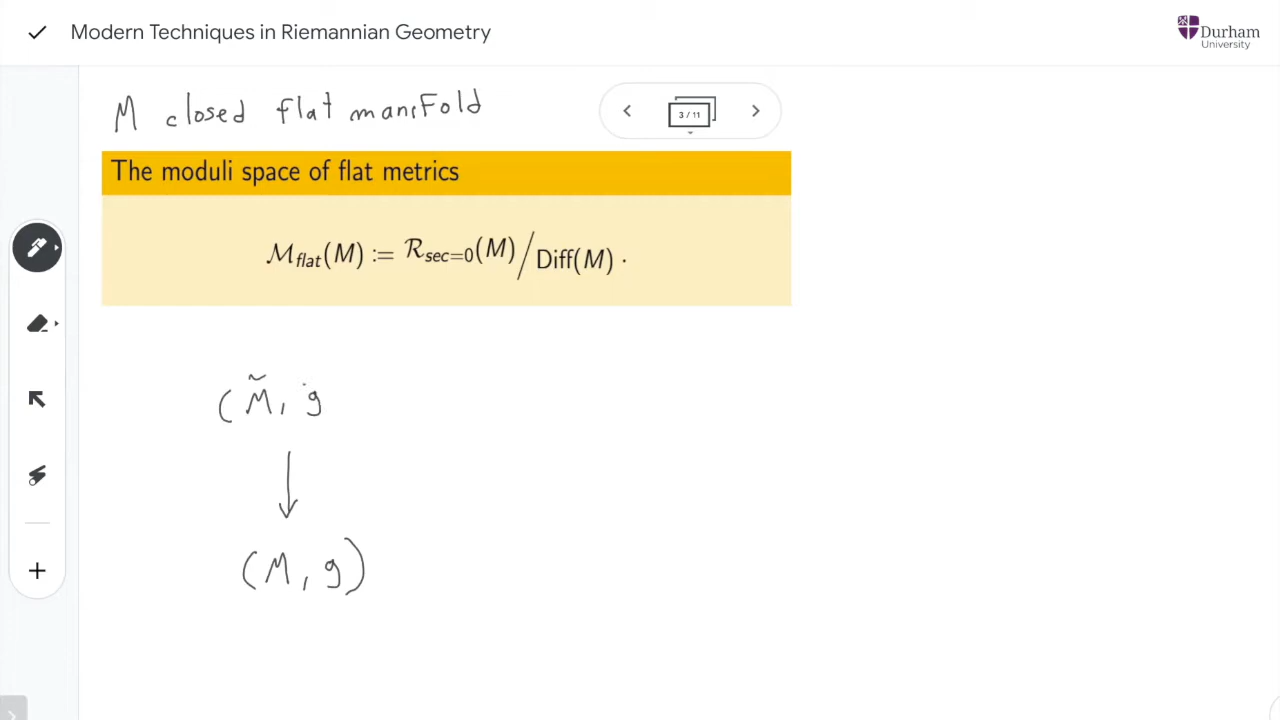 Modern Techniques in Riemannian Geometry
Durham
University
M closed flat manifold
3 / 11
The moduli space of flat metrics
ℳ_flat(M) := ℛ_sec=0(M) / Diff(M) .
( M̃, g
(M, g)